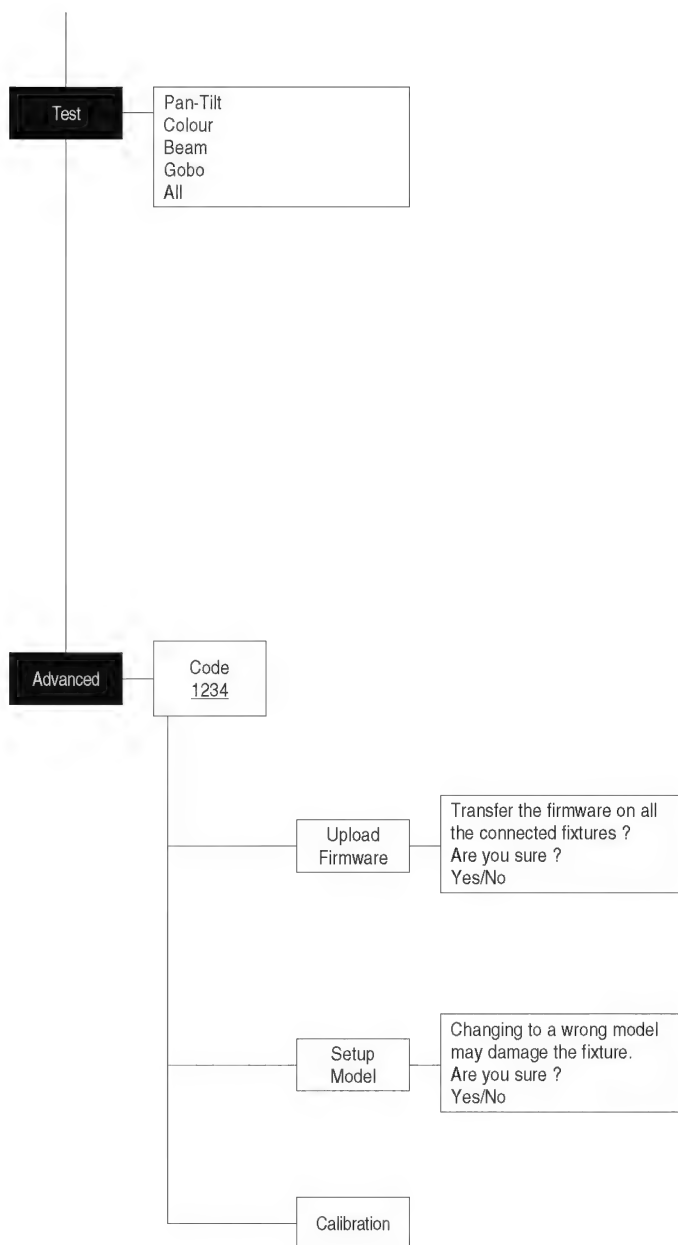 Test
Pan-Tilt
Colour
Beam
Gobo
All
Advanced
Code
1234
Upload
Firmware
Transfer the firmware on all
the connected fixtures ?
Are you sure ?
Yes/No
Setup
Model
Changing to a wrong model
may damage the fixture.
Are you sure ?
Yes/No
Calibration